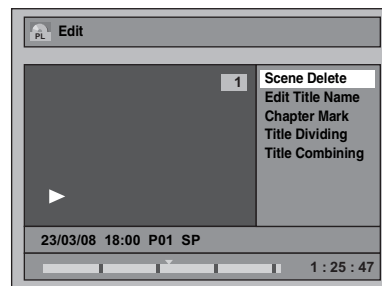 PL Edit
1
Scene Delete
Edit Title Name
Chapter Mark
Title Dividing
Title Combining
23/03/08 18:00 P01 SP
1 : 25 : 47